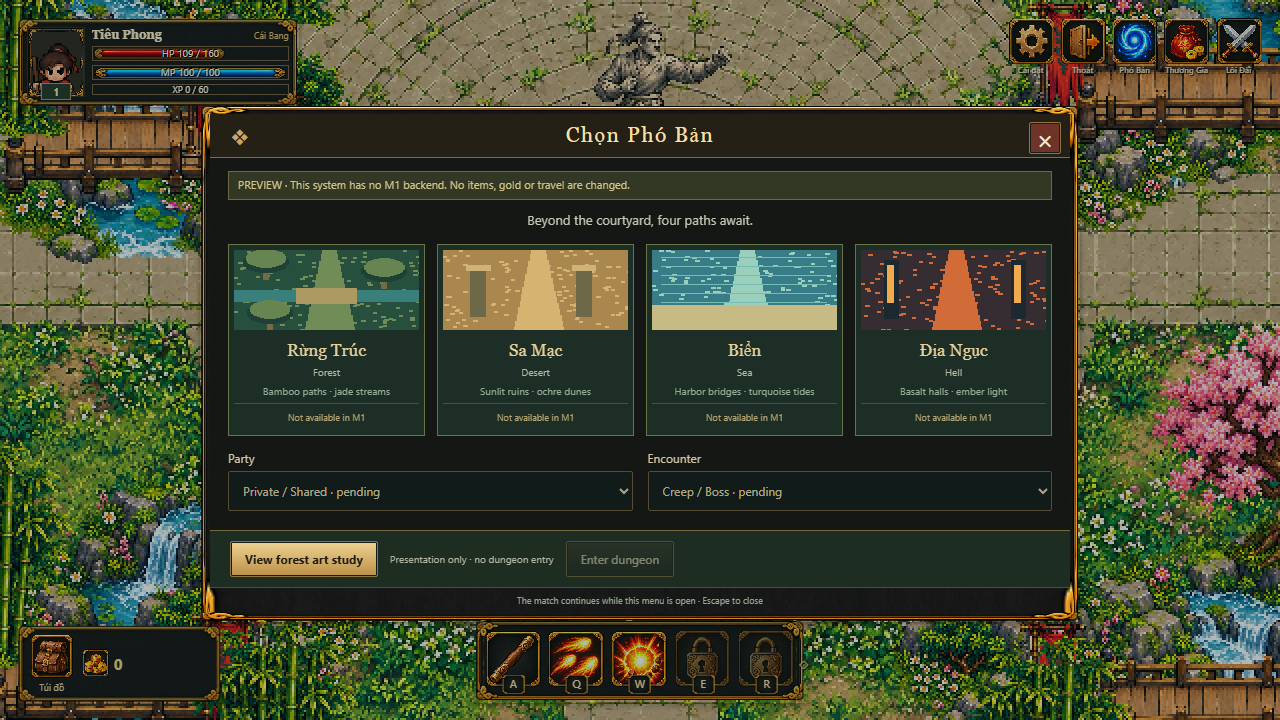 Tiêu Phong
Cái Bang
HP 109 / 160
MP 100 / 100
XP 0 / 60
1
Cài đặt
Thoát
Phó Bản
Thương Gia
Lôi Đài
Chọn Phó Bản
PREVIEW · This system has no M1 backend. No items, gold or travel are changed.
Beyond the courtyard, four paths await.
Rừng Trúc
Forest
Bamboo paths · jade streams
Not available in M1
Sa Mạc
Desert
Sunlit ruins · ochre dunes
Not available in M1
Biển
Sea
Harbor bridges · turquoise tides
Not available in M1
Địa Ngục
Hell
Basalt halls · ember light
Not available in M1
Party
Private / Shared · pending
Encounter
Creep / Boss · pending
View forest art study
Presentation only · no dungeon entry
Enter dungeon
The match continues while this menu is open · Escape to close
0
Túi đồ
A
Q
W
E
R